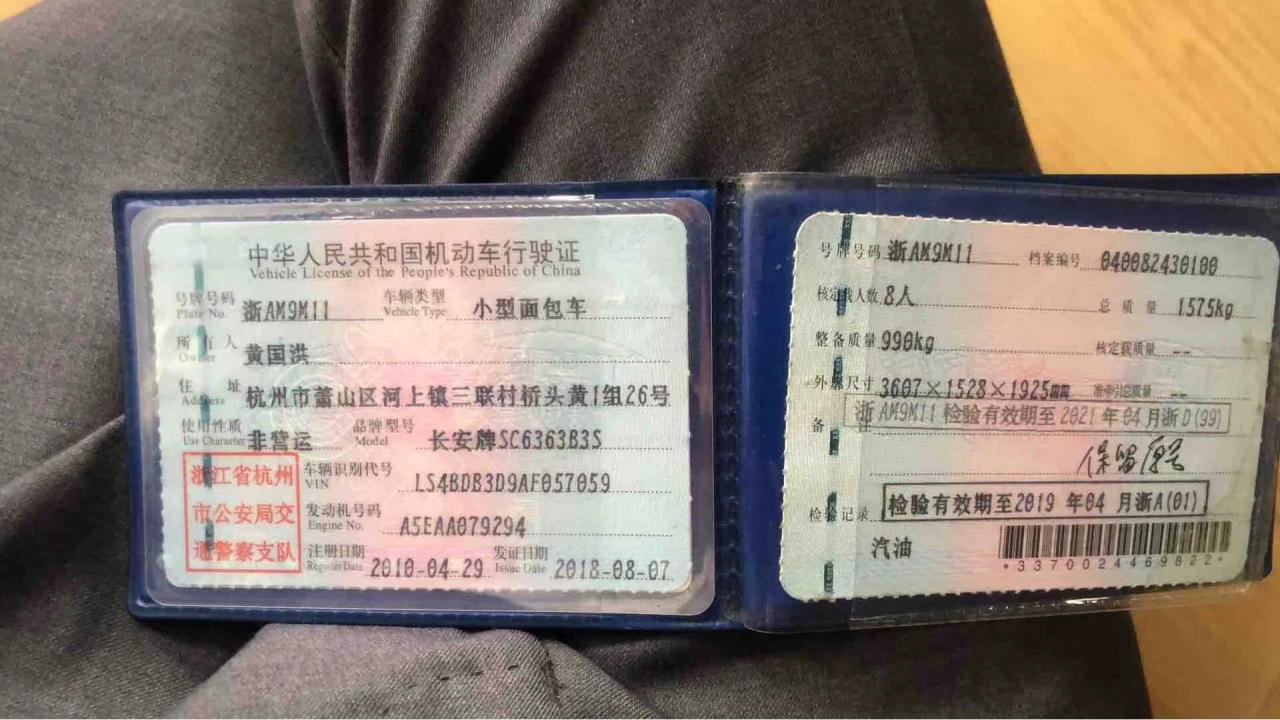 中华人民共和国机动车行驶证
Vehicle License of the People's Republic of China
号牌号码 浙AM9M11 车辆类型 小型面包车
Plate No. Vehicle Type
所有人 黄国洪
Owner
住址 杭州市萧山区河上镇三联村桥头黄1组26号
Address
使用性质 非营运 品牌型号 长安牌SC6363B3S
Use Character Model
浙江省杭州
市公安局交
通警察支队
车辆识别代号 LS4BDB3D9AF057059
VIN
发动机号码 A5EAA079294
Engine No.
注册日期 2010-04-29 发证日期 2018-08-07
Register Date Issue Date
号牌号码 浙AM9M11 档案编号 040082430100
核定载人数 8人 总质量 1575kg
整备质量 990kg 核定载质量 --
外廓尺寸 3607×1528×1925mm 准牵引总质量 --
浙AM9M11 检验有效期至2021年04月浙D(99)
备注
保留原号
检验记录 检验有效期至2019年04月浙A(01)
汽油
*3370024469822*